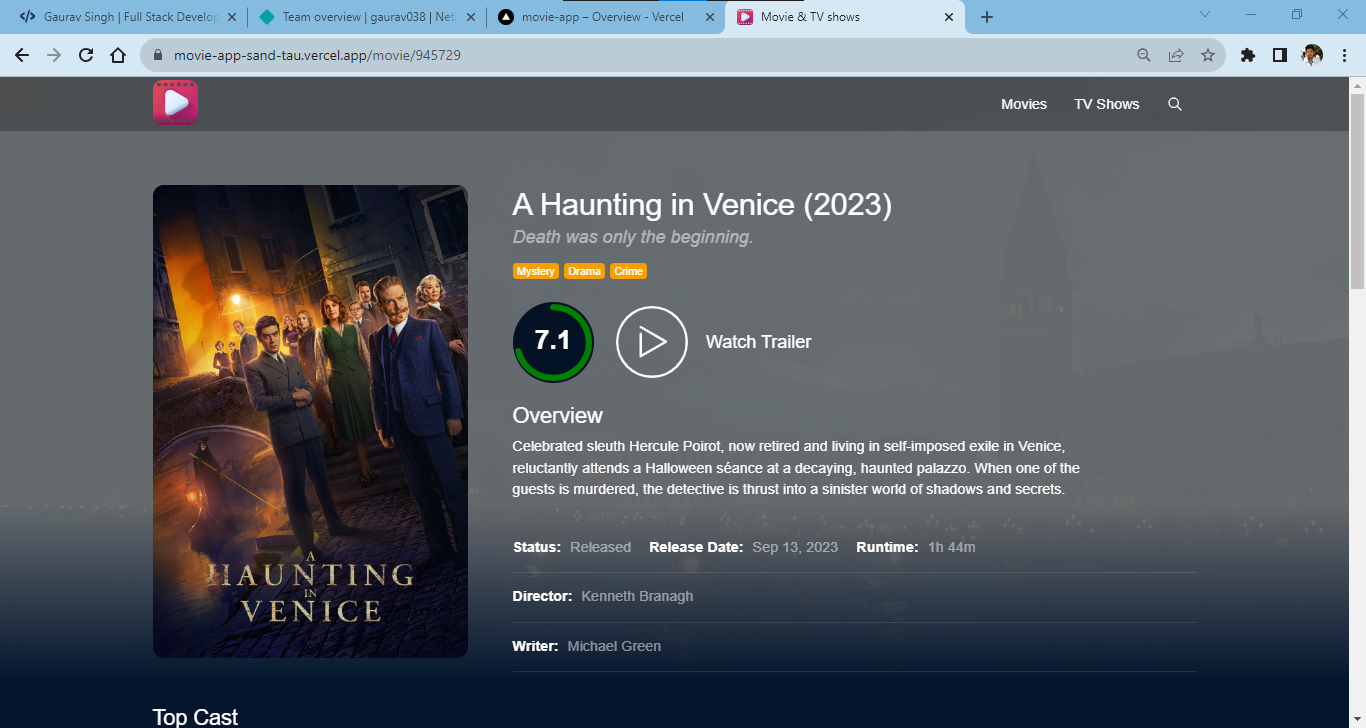 Gaurav Singh | Full Stack Develop
Team overview | gaurav038 | Netl
movie-app – Overview - Vercel
Movie & TV shows
movie-app-sand-tau.vercel.app/movie/945729
Movies
TV Shows
A Haunting in Venice (2023)
Death was only the beginning.
Mystery Drama Crime
7.1
Watch Trailer
Overview
Celebrated sleuth Hercule Poirot, now retired and living in self-imposed exile in Venice,
reluctantly attends a Halloween séance at a decaying, haunted palazzo. When one of the
guests is murdered, the detective is thrust into a sinister world of shadows and secrets.
Status: Released Release Date: Sep 13, 2023 Runtime: 1h 44m
Director: Kenneth Branagh
Writer: Michael Green
A
HAUNTING
IN
VENICE
Top Cast